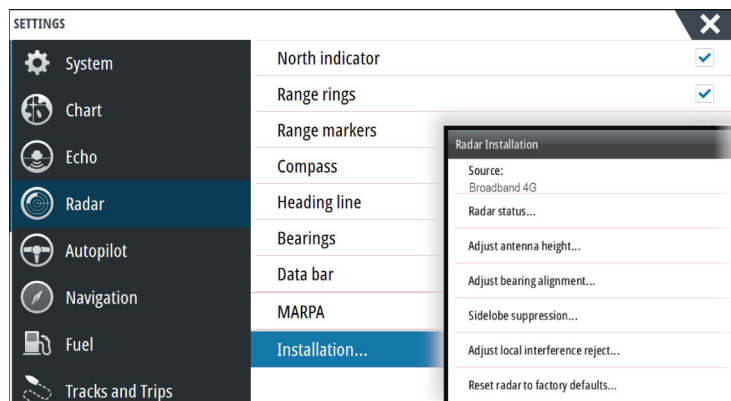 SETTINGS
System
Chart
Echo
Radar
Autopilot
Navigation
Fuel
Tracks and Trips
North indicator
Range rings
Range markers
Compass
Heading line
Bearings
Data bar
MARPA
Installation...
Radar Installation
Source:
Broadband 4G
Radar status...
Adjust antenna height...
Adjust bearing alignment...
Sidelobe suppression...
Adjust local interference reject...
Reset radar to factory defaults...